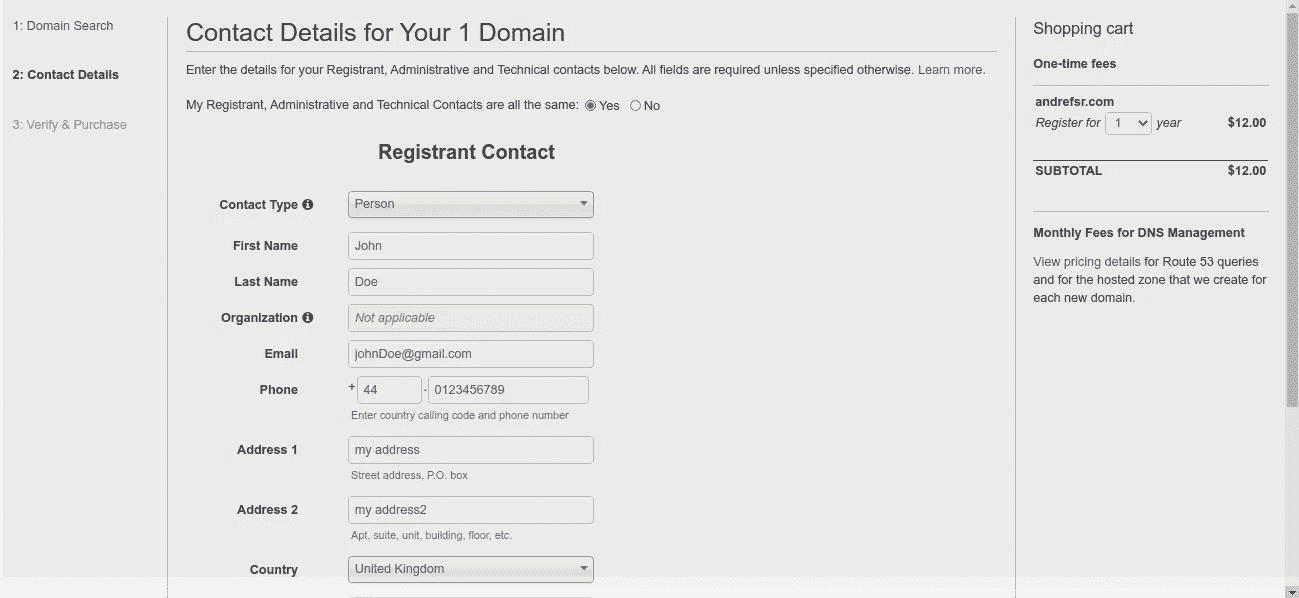 1: Domain Search
2: Contact Details
3: Verify & Purchase
Contact Details for Your 1 Domain
Enter the details for your Registrant, Administrative and Technical contacts below. All fields are required unless specified otherwise. Learn more.
My Registrant, Administrative and Technical Contacts are all the same: Yes No
Registrant Contact
Contact Type Person
First Name John
Last Name Doe
Organization Not applicable
Email johnDoe@gmail.com
Phone + 44 . 0123456789
Enter country calling code and phone number
Address 1 my address
Street address, P.O. box
Address 2 my address2
Apt, suite, unit, building, floor, etc.
Country United Kingdom
Shopping cart
One-time fees
andrefsr.com
Register for 1 year $12.00
SUBTOTAL $12.00
Monthly Fees for DNS Management
View pricing details for Route 53 queries
and for the hosted zone that we create for
each new domain.